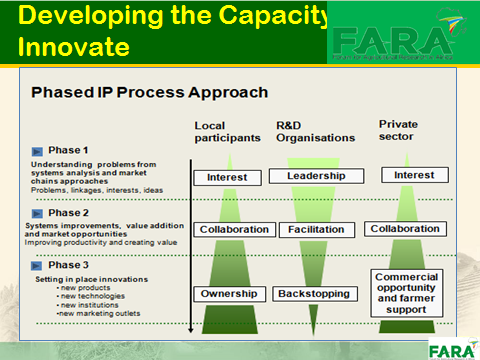 Developing the Capacity
Innovate
FARA
Phased IP Process Approach
Local
participants
R&D
Organisations
Private
sector
Phase 1
Understanding problems from
systems analysis and market
chains approaches
Problems, linkages, interests, ideas
Interest
Leadership
Interest
Phase 2
Systems improvements, value addition
and market opportunities
Improving productivity and creating value
Collaboration
Facilitation
Collaboration
Phase 3
Setting in place innovations
• new products
• new technologies
• new institutions
•new marketing outlets
Ownership
Backstopping
Commercial
opportunity
and farmer
support
FARA